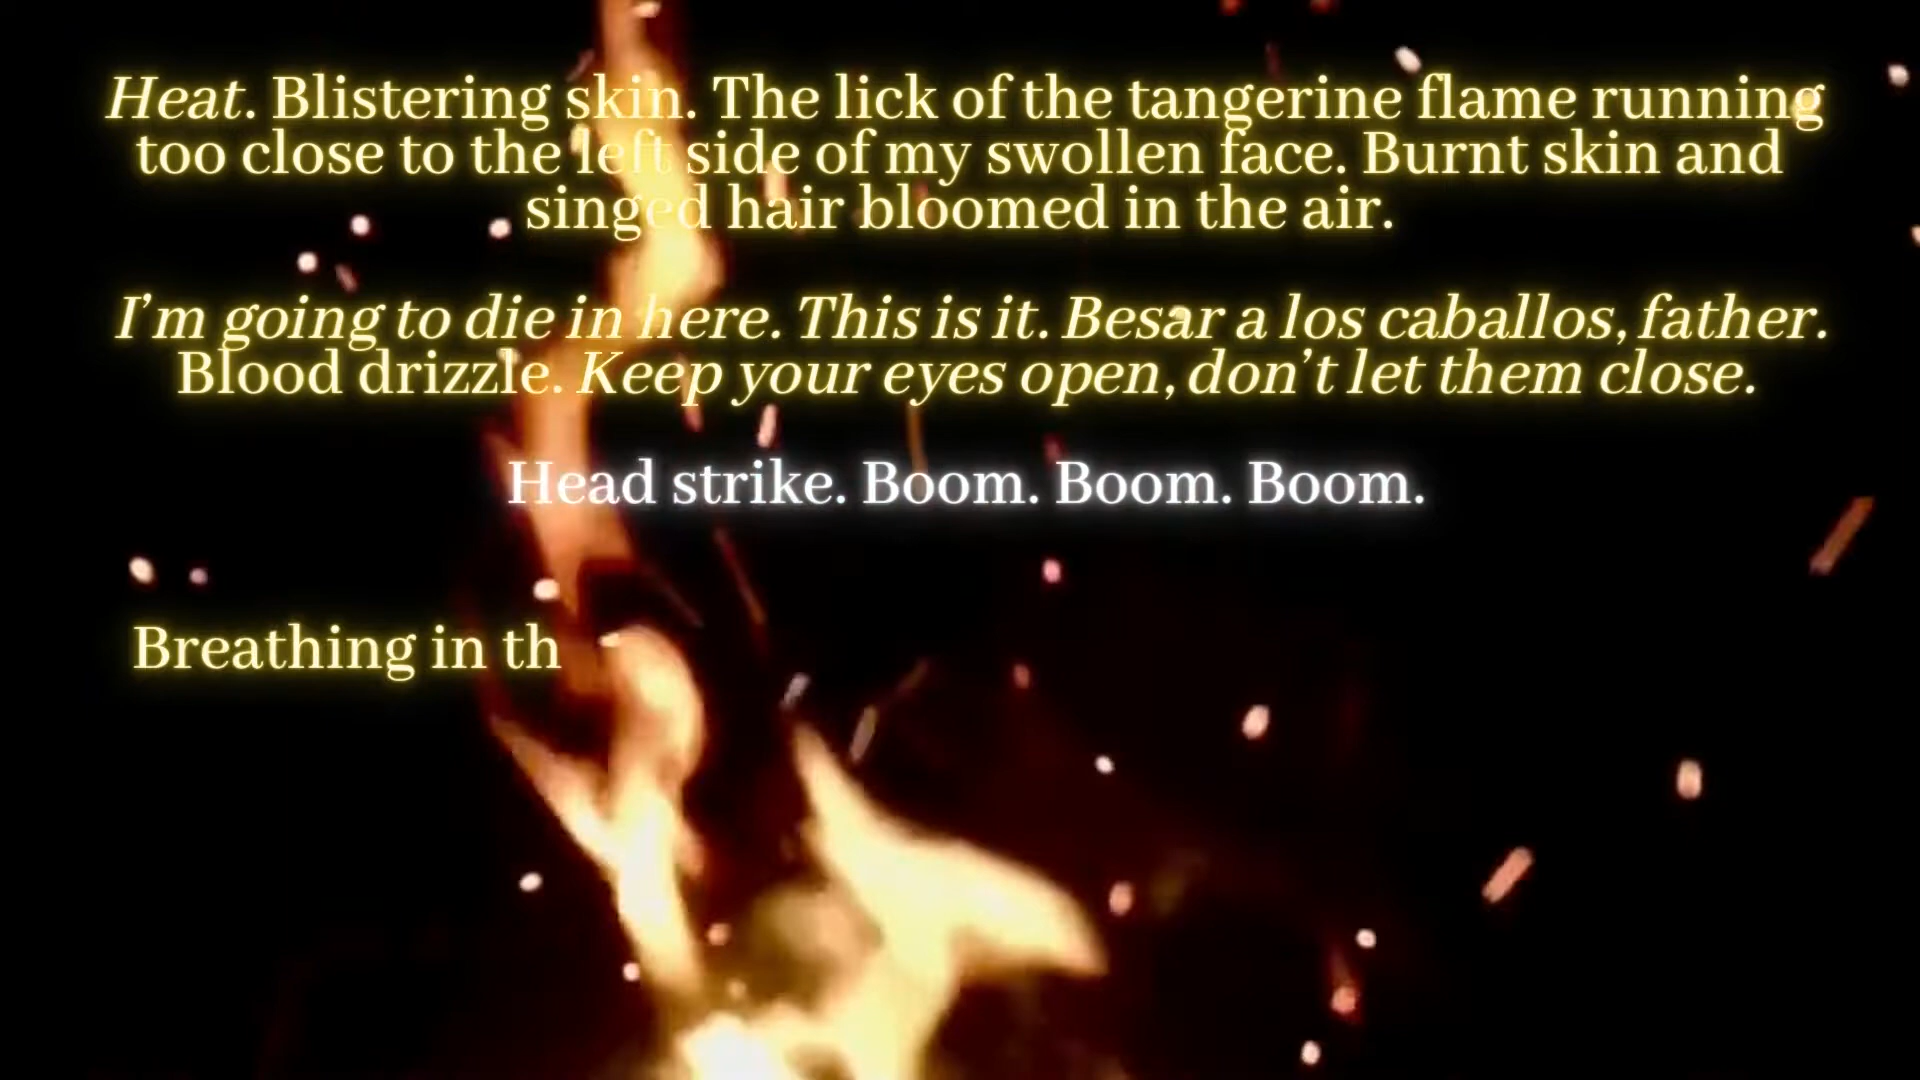 Heat. Blistering skin. The lick of the tangerine flame running
too close to the left side of my swollen face. Burnt skin and
singed hair bloomed in the air.
I’m going to die in here. This is it. Besar a los caballos, father.
Blood drizzle. Keep your eyes open, don’t let them close.
Head strike. Boom. Boom. Boom.
Breathing in th